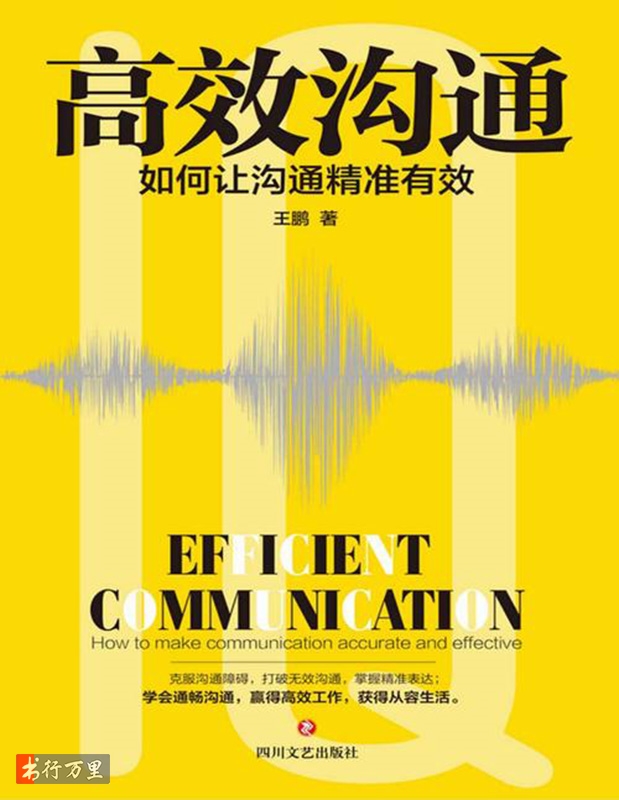 高效沟通
如何让沟通精准有效
王鹏 著
IQ
EFFICIENT
COMMUNICATION
How to make communication accurate and effective
克服沟通障碍，打破无效沟通，掌握精准表达；
学会通畅沟通，赢得高效工作，获得从容生活。
四川文艺出版社
书行万里